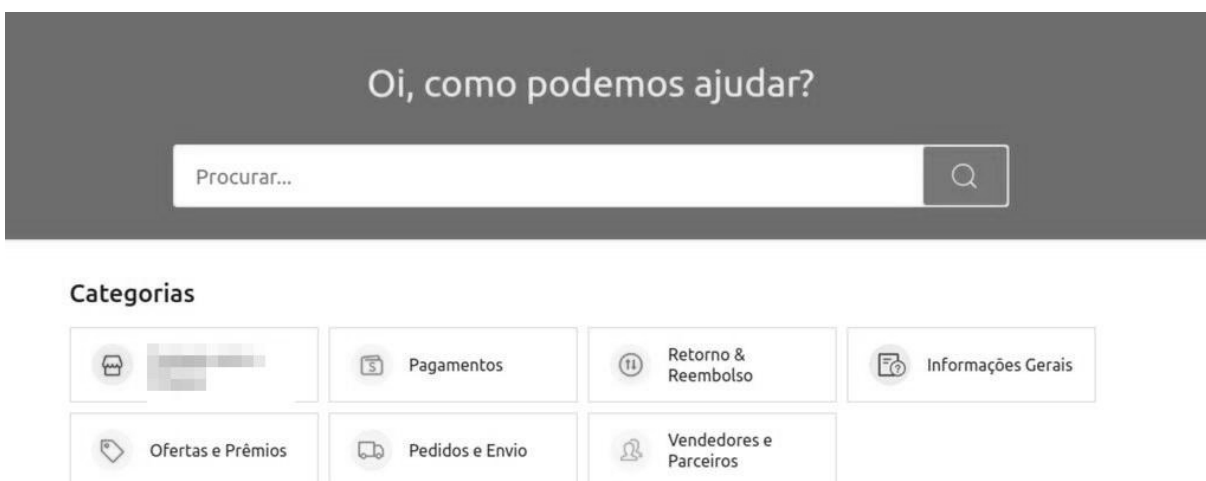 Oi, como podemos ajudar?
Procurar...
Categorias
Pagamentos
Retorno &
Reembolso
Informações Gerais
Ofertas e Prêmios
Pedidos e Envio
Vendedores e
Parceiros